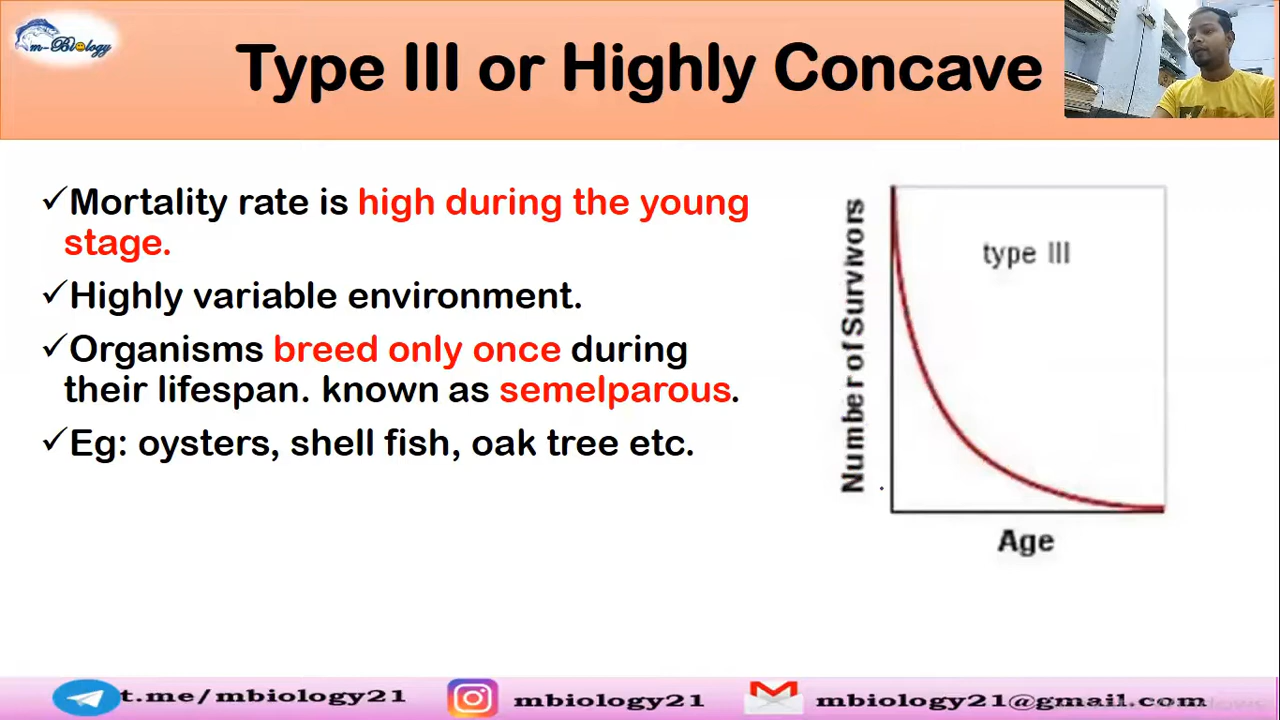 m-Biology
Type III or Highly Concave
✓Mortality rate is high during the young
stage.
✓Highly variable environment.
✓Organisms breed only once during
their lifespan. known as semelparous.
✓Eg: oysters, shell fish, oak tree etc.
Number of Survivors
type III
Age
t.me/mbiology21
mbiology21
mbiology21@gmail.com